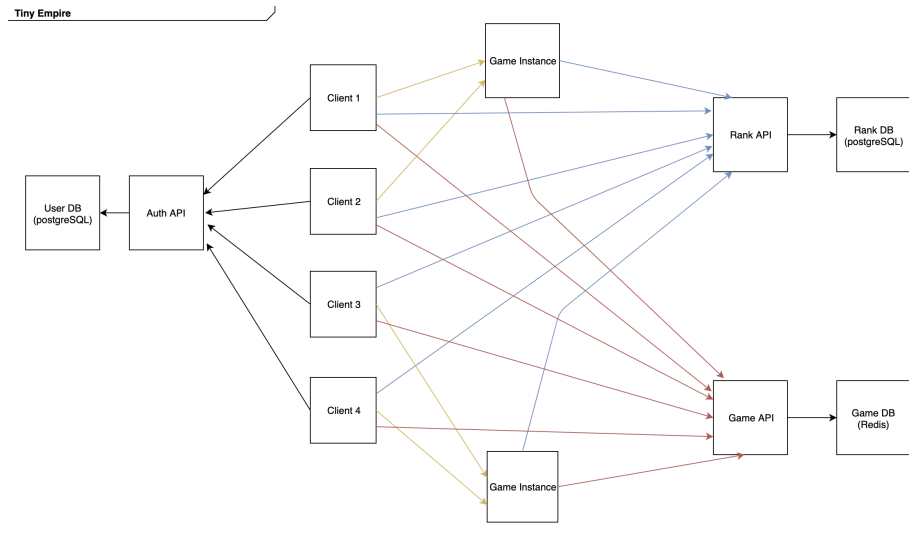 Tiny Empire
Game Instance
Client 1
Rank API
Rank DB
(postgreSQL)
Client 2
User DB
(postgreSQL)
Auth API
Client 3
Client 4
Game API
Game DB
(Redis)
Game Instance